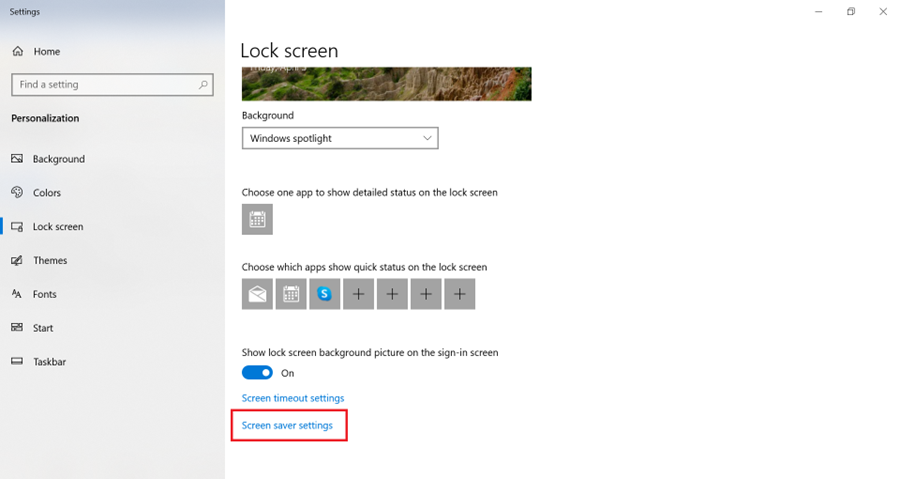 Settings
Home
Find a setting
Personalization
Background
Colors
Lock screen
Themes
Fonts
Start
Taskbar
Lock screen
Background
Windows spotlight
Choose one app to show detailed status on the lock screen
Choose which apps show quick status on the lock screen
Show lock screen background picture on the sign-in screen
On
Screen timeout settings
Screen saver settings